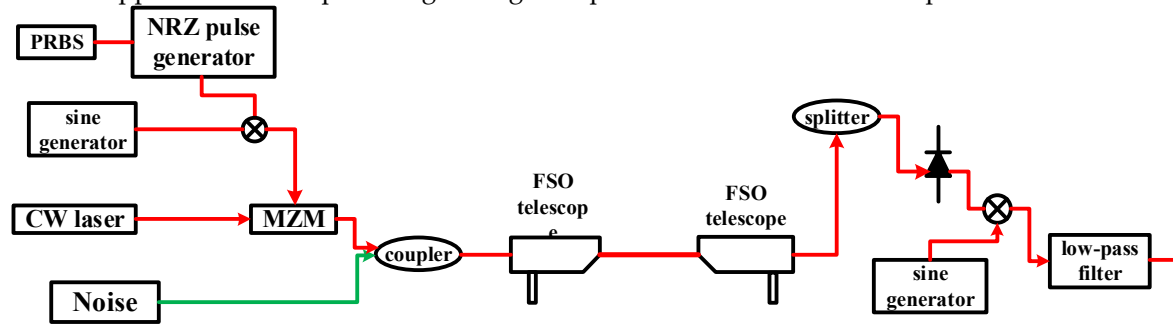 PRBS
NRZ pulse
generator
sine
generator
CW laser
MZM
Noise
coupler
FSO
telescop
e
FSO
telescope
splitter
sine
generator
low-pass
filter